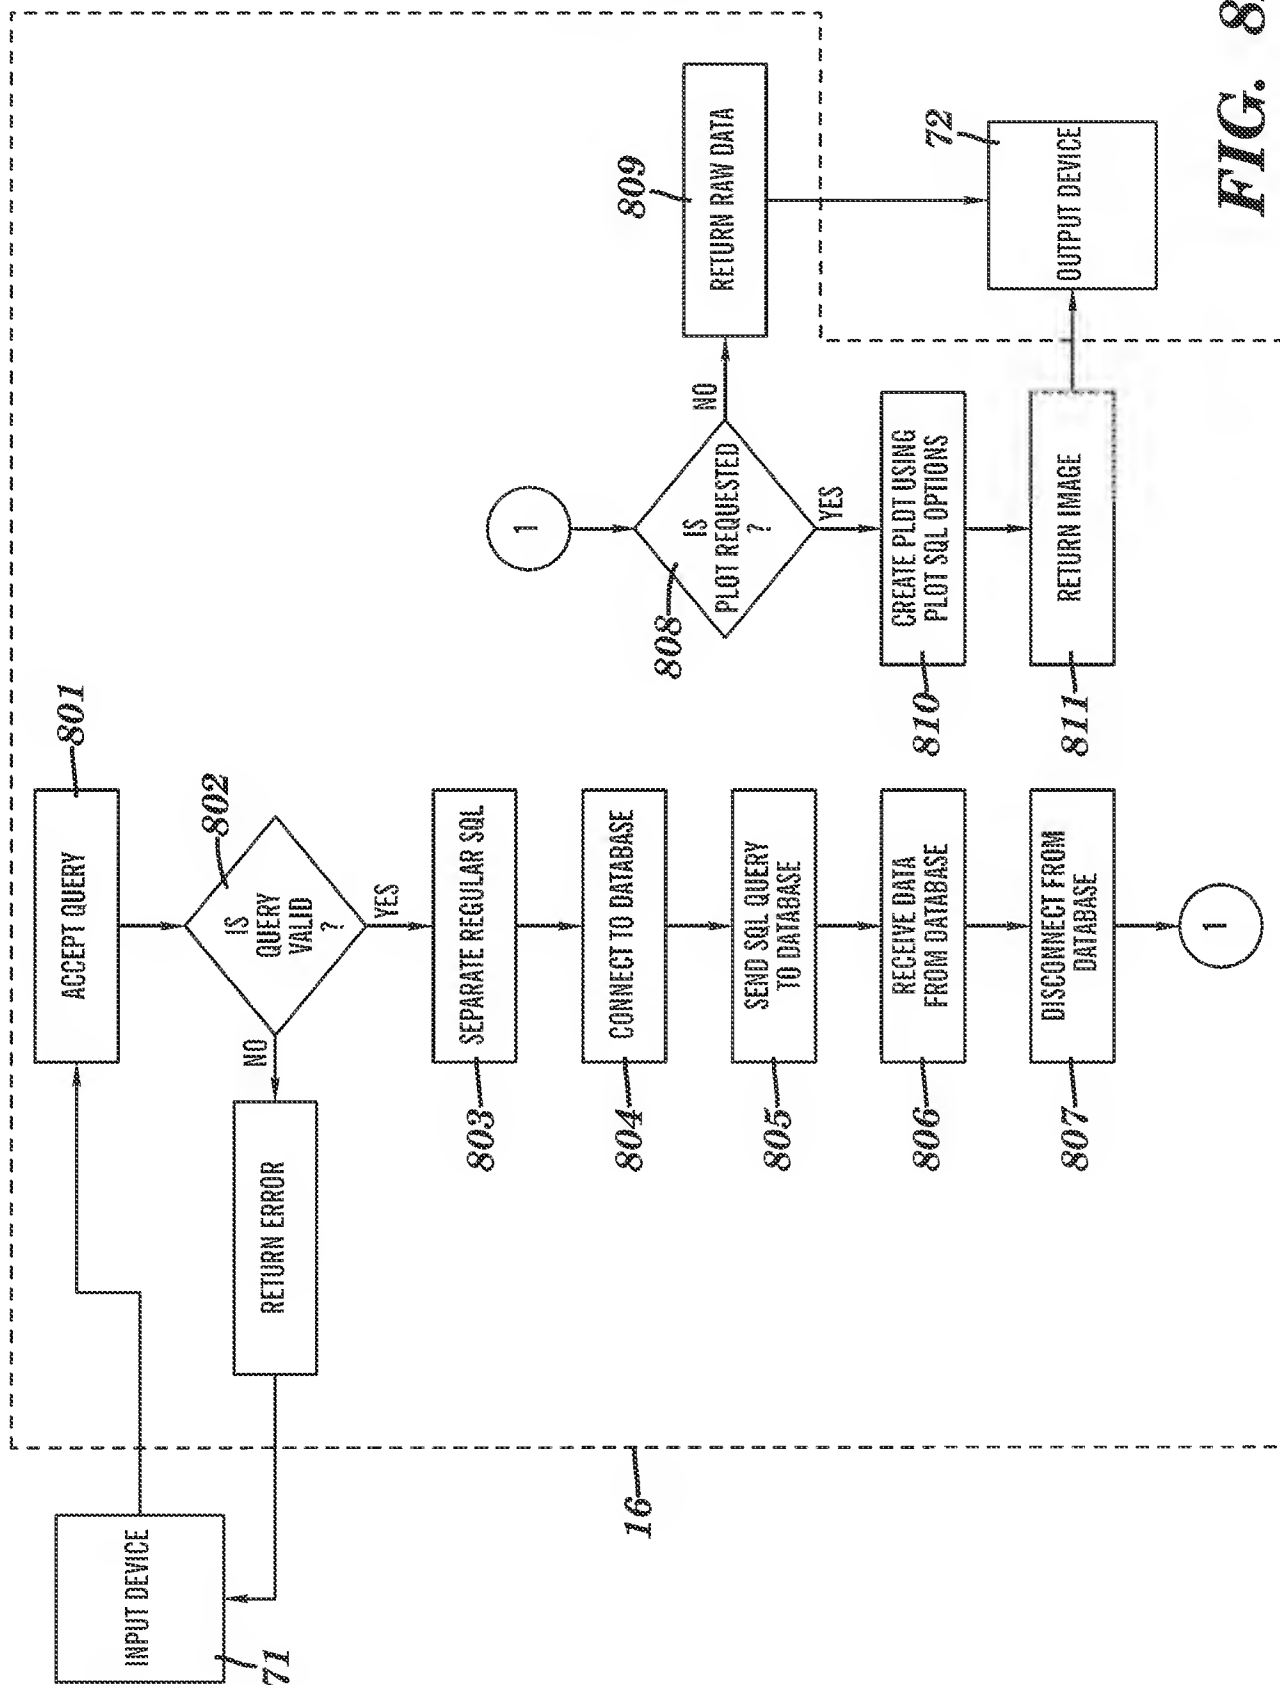 801
ACCEPT QUERY
INPUT DEVICE
71
802
IS
QUERY
VALID
?
NO
RETURN ERROR
YES
803
SEPARATE REGULAR SQL
804
CONNECT TO DATABASE
805
SEND SQL QUERY
TO DATABASE
806
RECEIVE DATA
FROM DATABASE
807
DISCONNECT FROM
DATABASE
1
16
1
808
IS
PLOT REQUESTED
?
NO
809
RETURN RAW DATA
YES
810
CREATE PLDT USING
PLOT SQL OPTIONS
811
RETURN IMAGE
72
OUTPUT DEVICE
FIG. 8